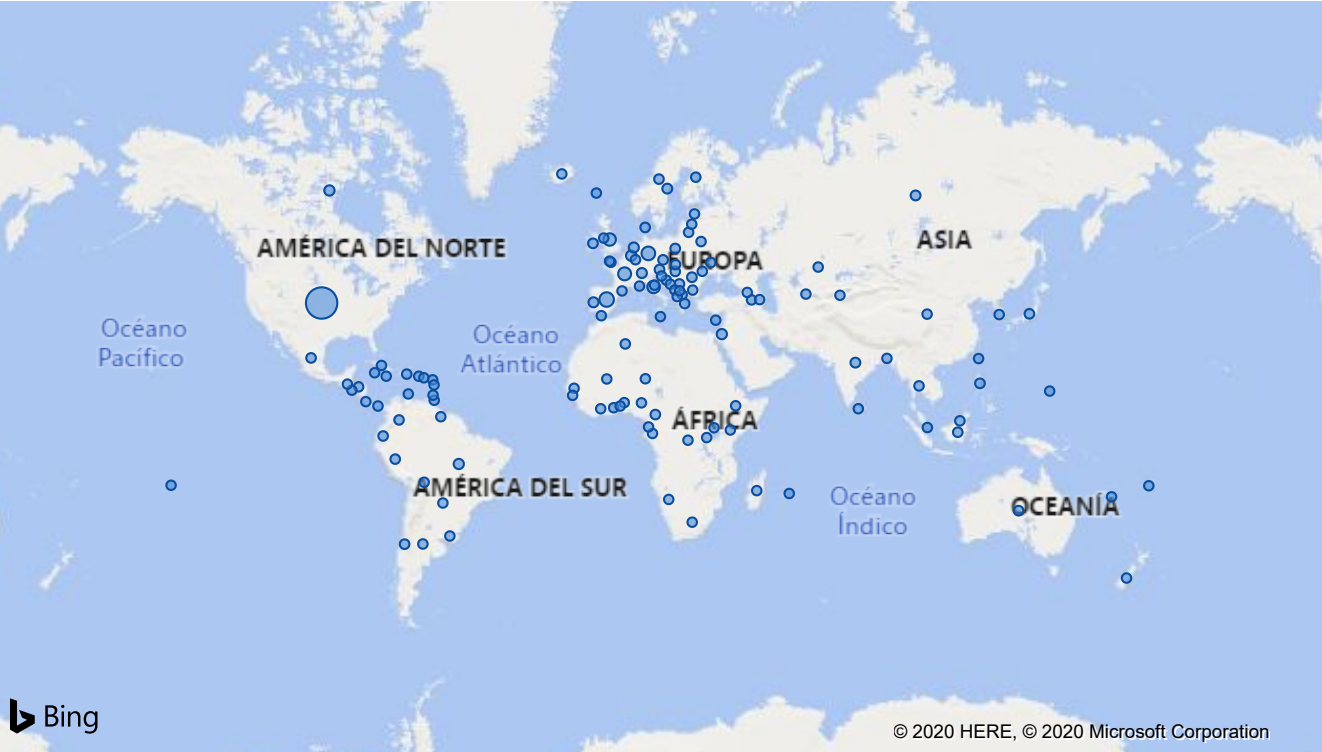 AMÉRICA DEL NORTE
EUROPA
ASIA
Océano
Pacífico
Océano
Atlántico
ÁFRICA
AMÉRICA DEL SUR
Océano
Índico
OCEANÍA
Bing
© 2020 HERE, © 2020 Microsoft Corporation